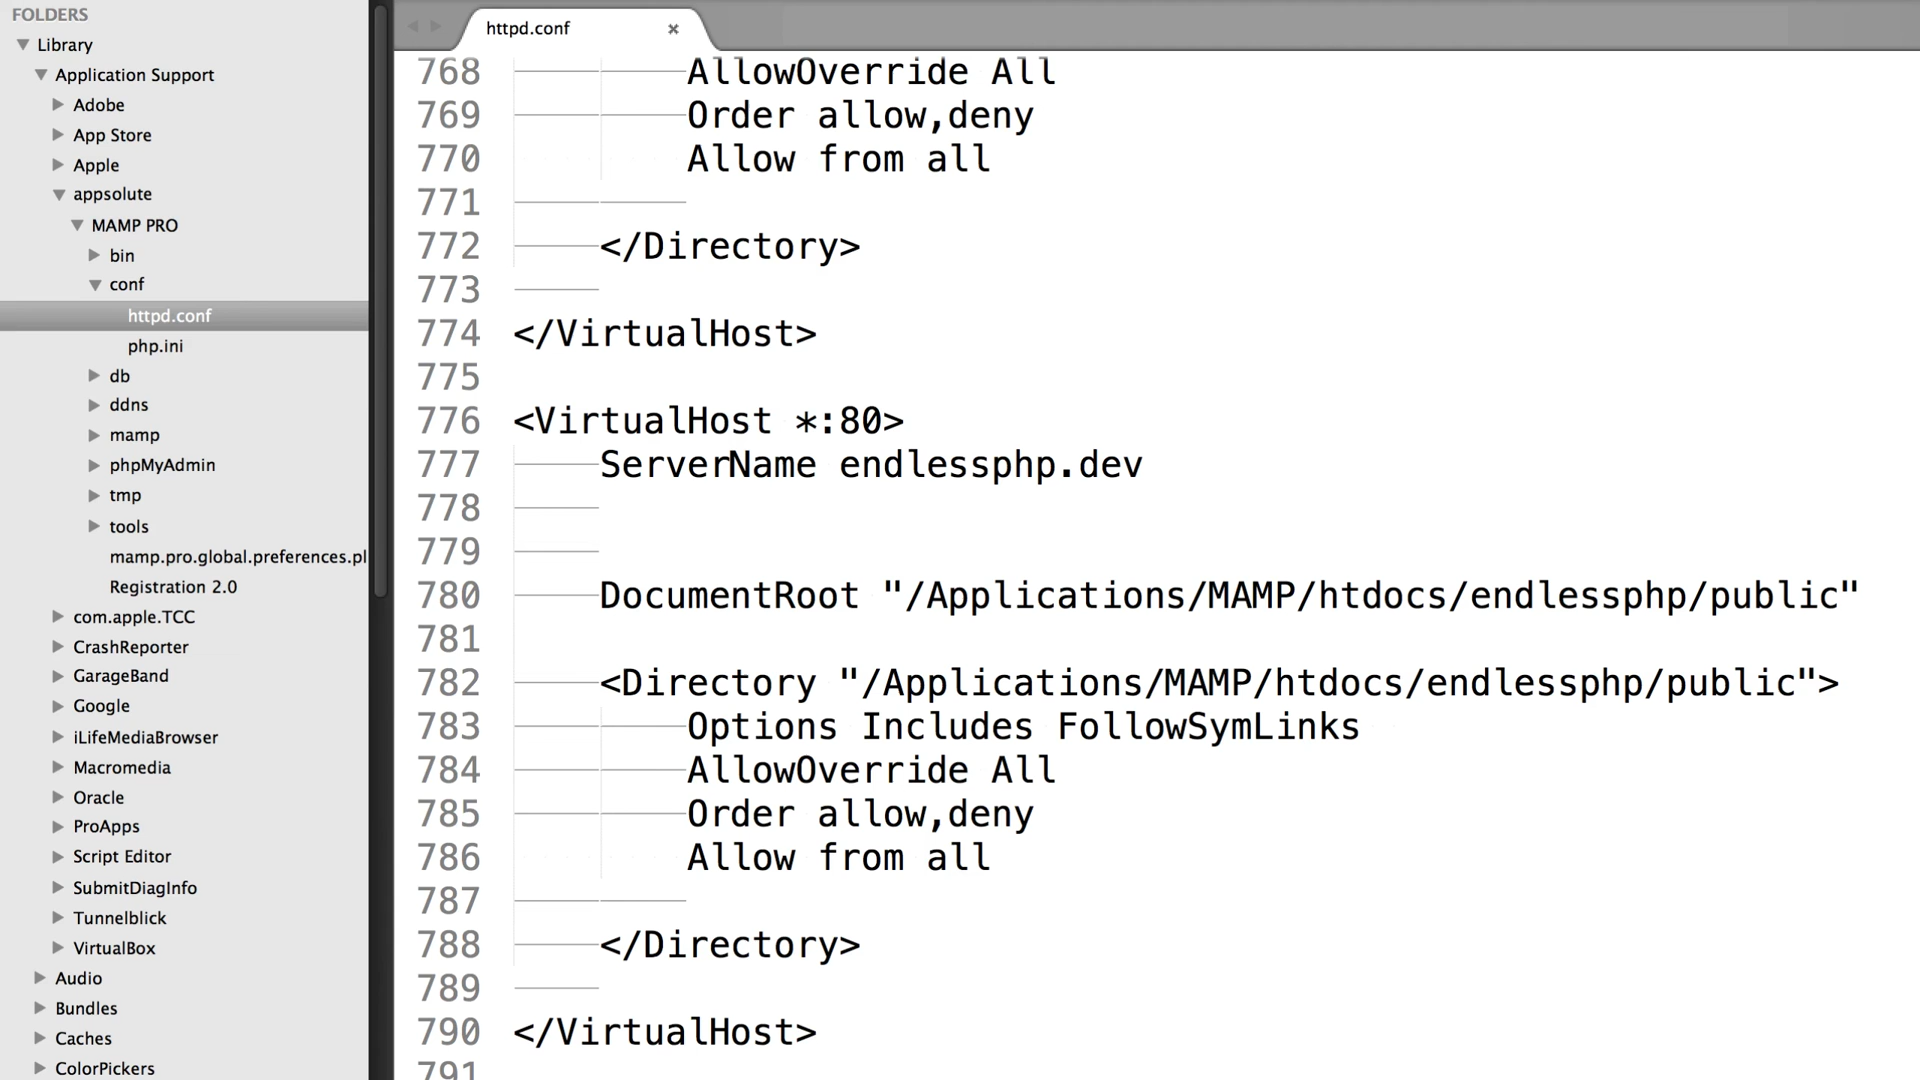 FOLDERS
Library
Application Support
Adobe
App Store
Apple
appsolute
MAMP PRO
bin
conf
httpd.conf
php.ini
db
ddns
mamp
phpMyAdmin
tmp
tools
mamp.pro.global.preferences.pl
Registration 2.0
com.apple.TCC
CrashReporter
GarageBand
Google
iLifeMediaBrowser
Macromedia
Oracle
ProApps
Script Editor
SubmitDiagInfo
Tunnelblick
VirtualBox
Audio
Bundles
Caches
ColorPickers
httpd.conf
768 AllowOverride All
769 Order allow,deny
770 Allow from all
771
772 </Directory>
773
774 </VirtualHost>
775
776 <VirtualHost *:80>
777 ServerName endlessphp.dev
778
779
780 DocumentRoot "/Applications/MAMP/htdocs/endlessphp/public"
781
782 <Directory "/Applications/MAMP/htdocs/endlessphp/public">
783 Options Includes FollowSymLinks
784 AllowOverride All
785 Order allow,deny
786 Allow from all
787
788 </Directory>
789
790 </VirtualHost>
791